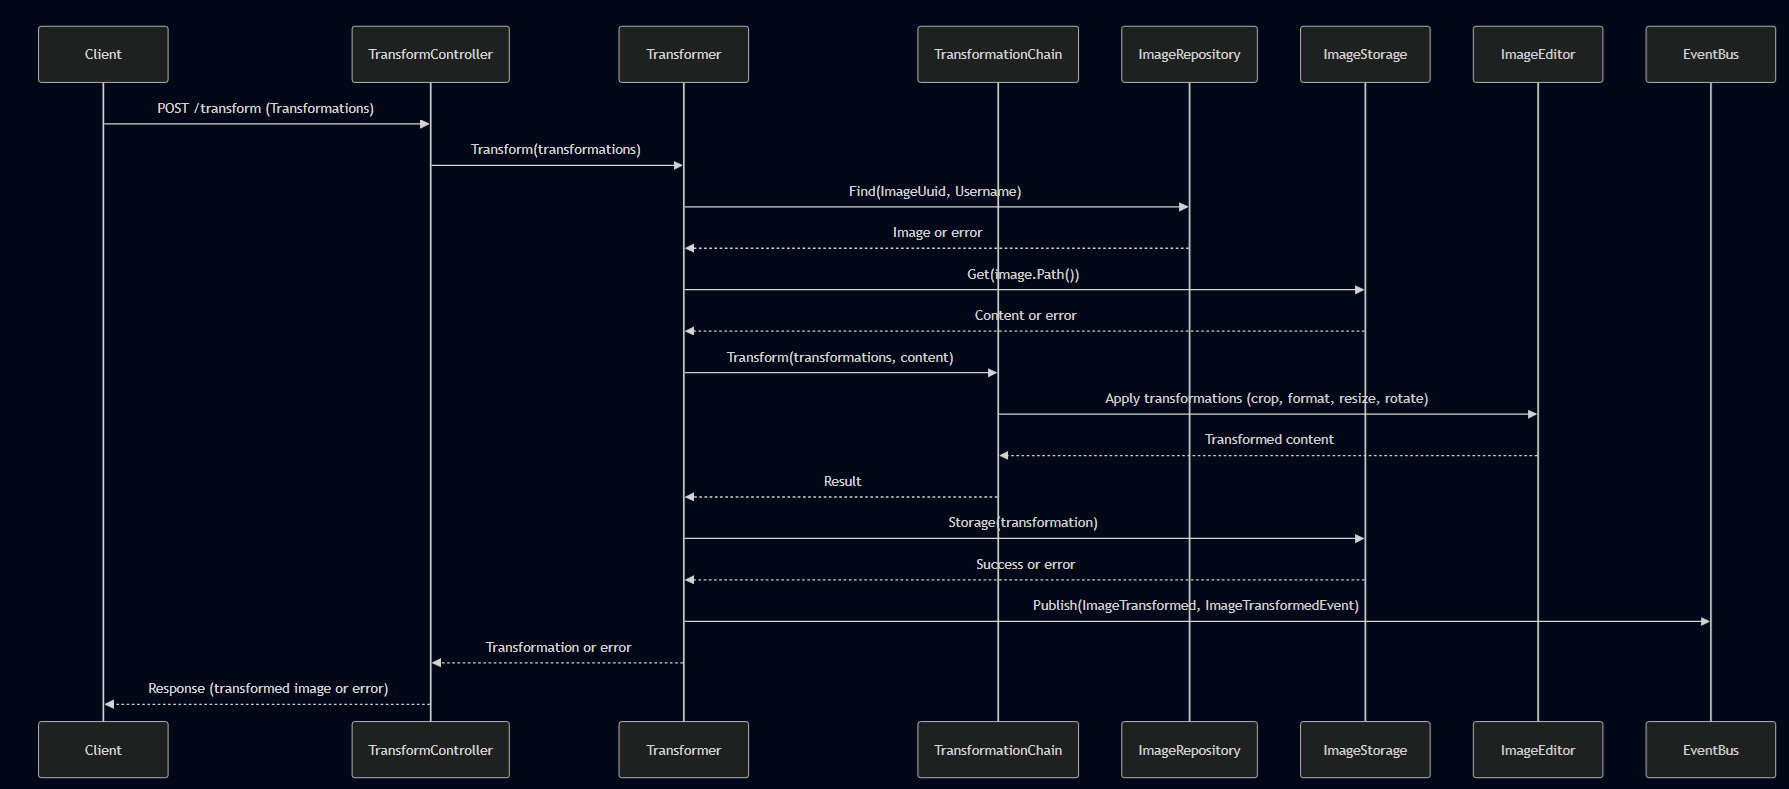 Client
TransformController
Transformer
TransformationChain
ImageRepository
ImageStorage
ImageEditor
EventBus
POST /transform (Transformations)
Transform(transformations)
Find(ImageUuid, Username)
Image or error
Get(image.Path())
Content or error
Transform(transformations, content)
Apply transformations (crop, format, resize, rotate)
Transformed content
Result
Storage(transformation)
Success or error
Publish(ImageTransformed, ImageTransformedEvent)
Transformation or error
Response (transformed image or error)
Client
TransformController
Transformer
TransformationChain
ImageRepository
ImageStorage
ImageEditor
EventBus